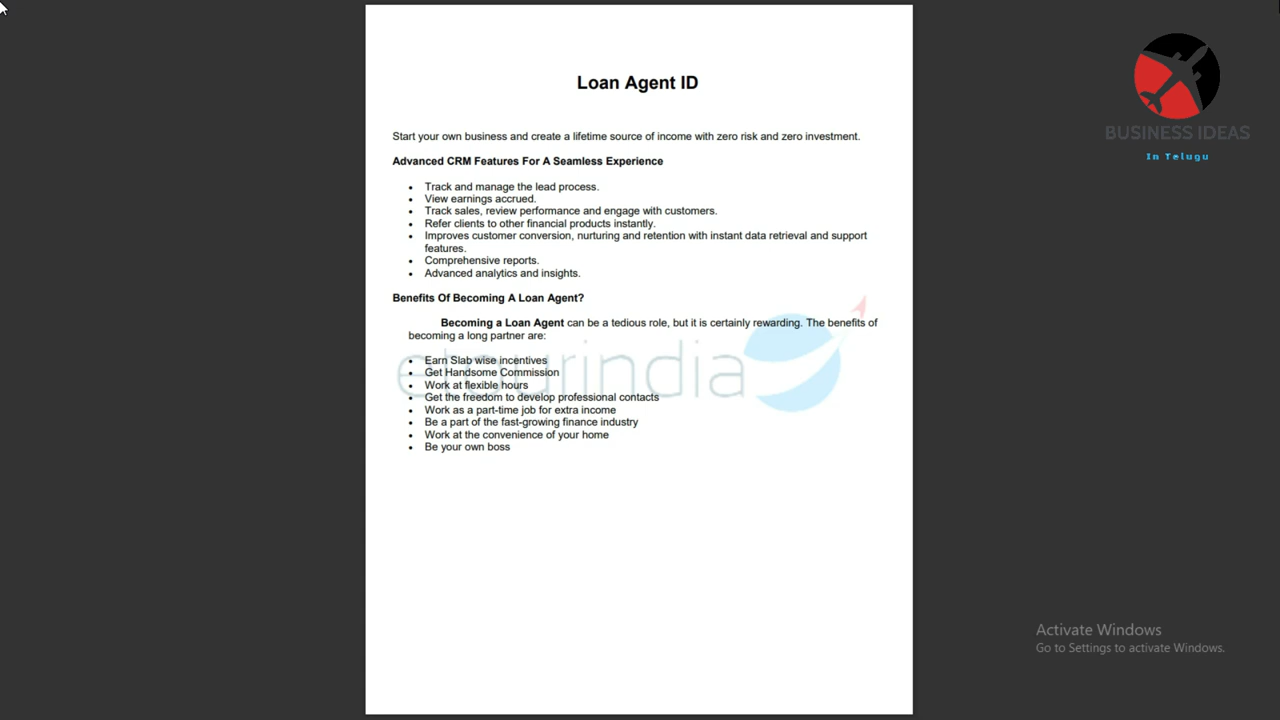 Loan Agent ID
Start your own business and create a lifetime source of income with zero risk and zero investment.
Advanced CRM Features For A Seamless Experience
• Track and manage the lead process.
• View earnings accrued.
• Track sales, review performance and engage with customers.
• Refer clients to other financial products instantly.
• Improves customer conversion, nurturing and retention with instant data retrieval and support
features.
• Comprehensive reports.
• Advanced analytics and insights.
Benefits Of Becoming A Loan Agent?
Becoming a Loan Agent can be a tedious role, but it is certainly rewarding. The benefits of
becoming a long partner are:
• Earn Slab wise incentives
• Get Handsome Commission
• Work at flexible hours
• Get the freedom to develop professional contacts
• Work as a part-time job for extra income
• Be a part of the fast-growing finance industry
• Work at the convenience of your home
• Be your own boss
etourindia
BUSINESS IDEAS
In Telugu
Activate Windows
Go to Settings to activate Windows.